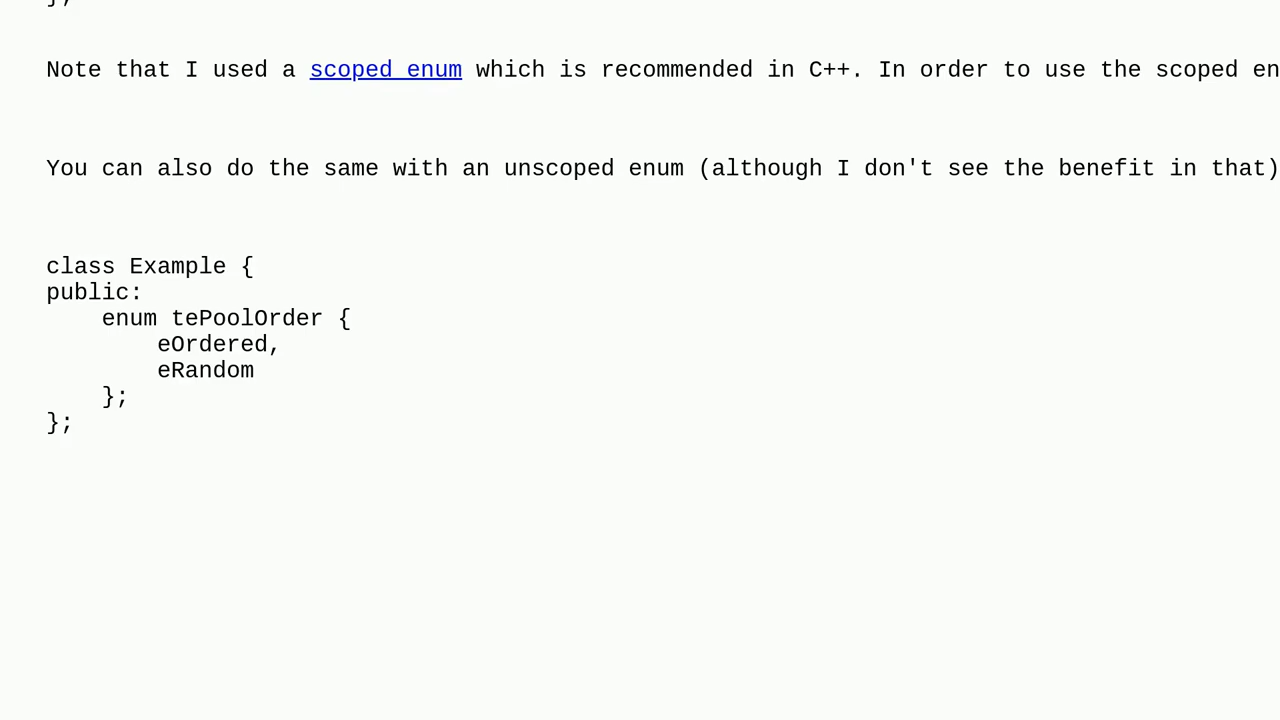 };
Note that I used a scoped enum which is recommended in C++. In order to use the scoped en
You can also do the same with an unscoped enum (although I don't see the benefit in that)
class Example {
public:
    enum tePoolOrder {
        eOrdered,
        eRandom
    };
};